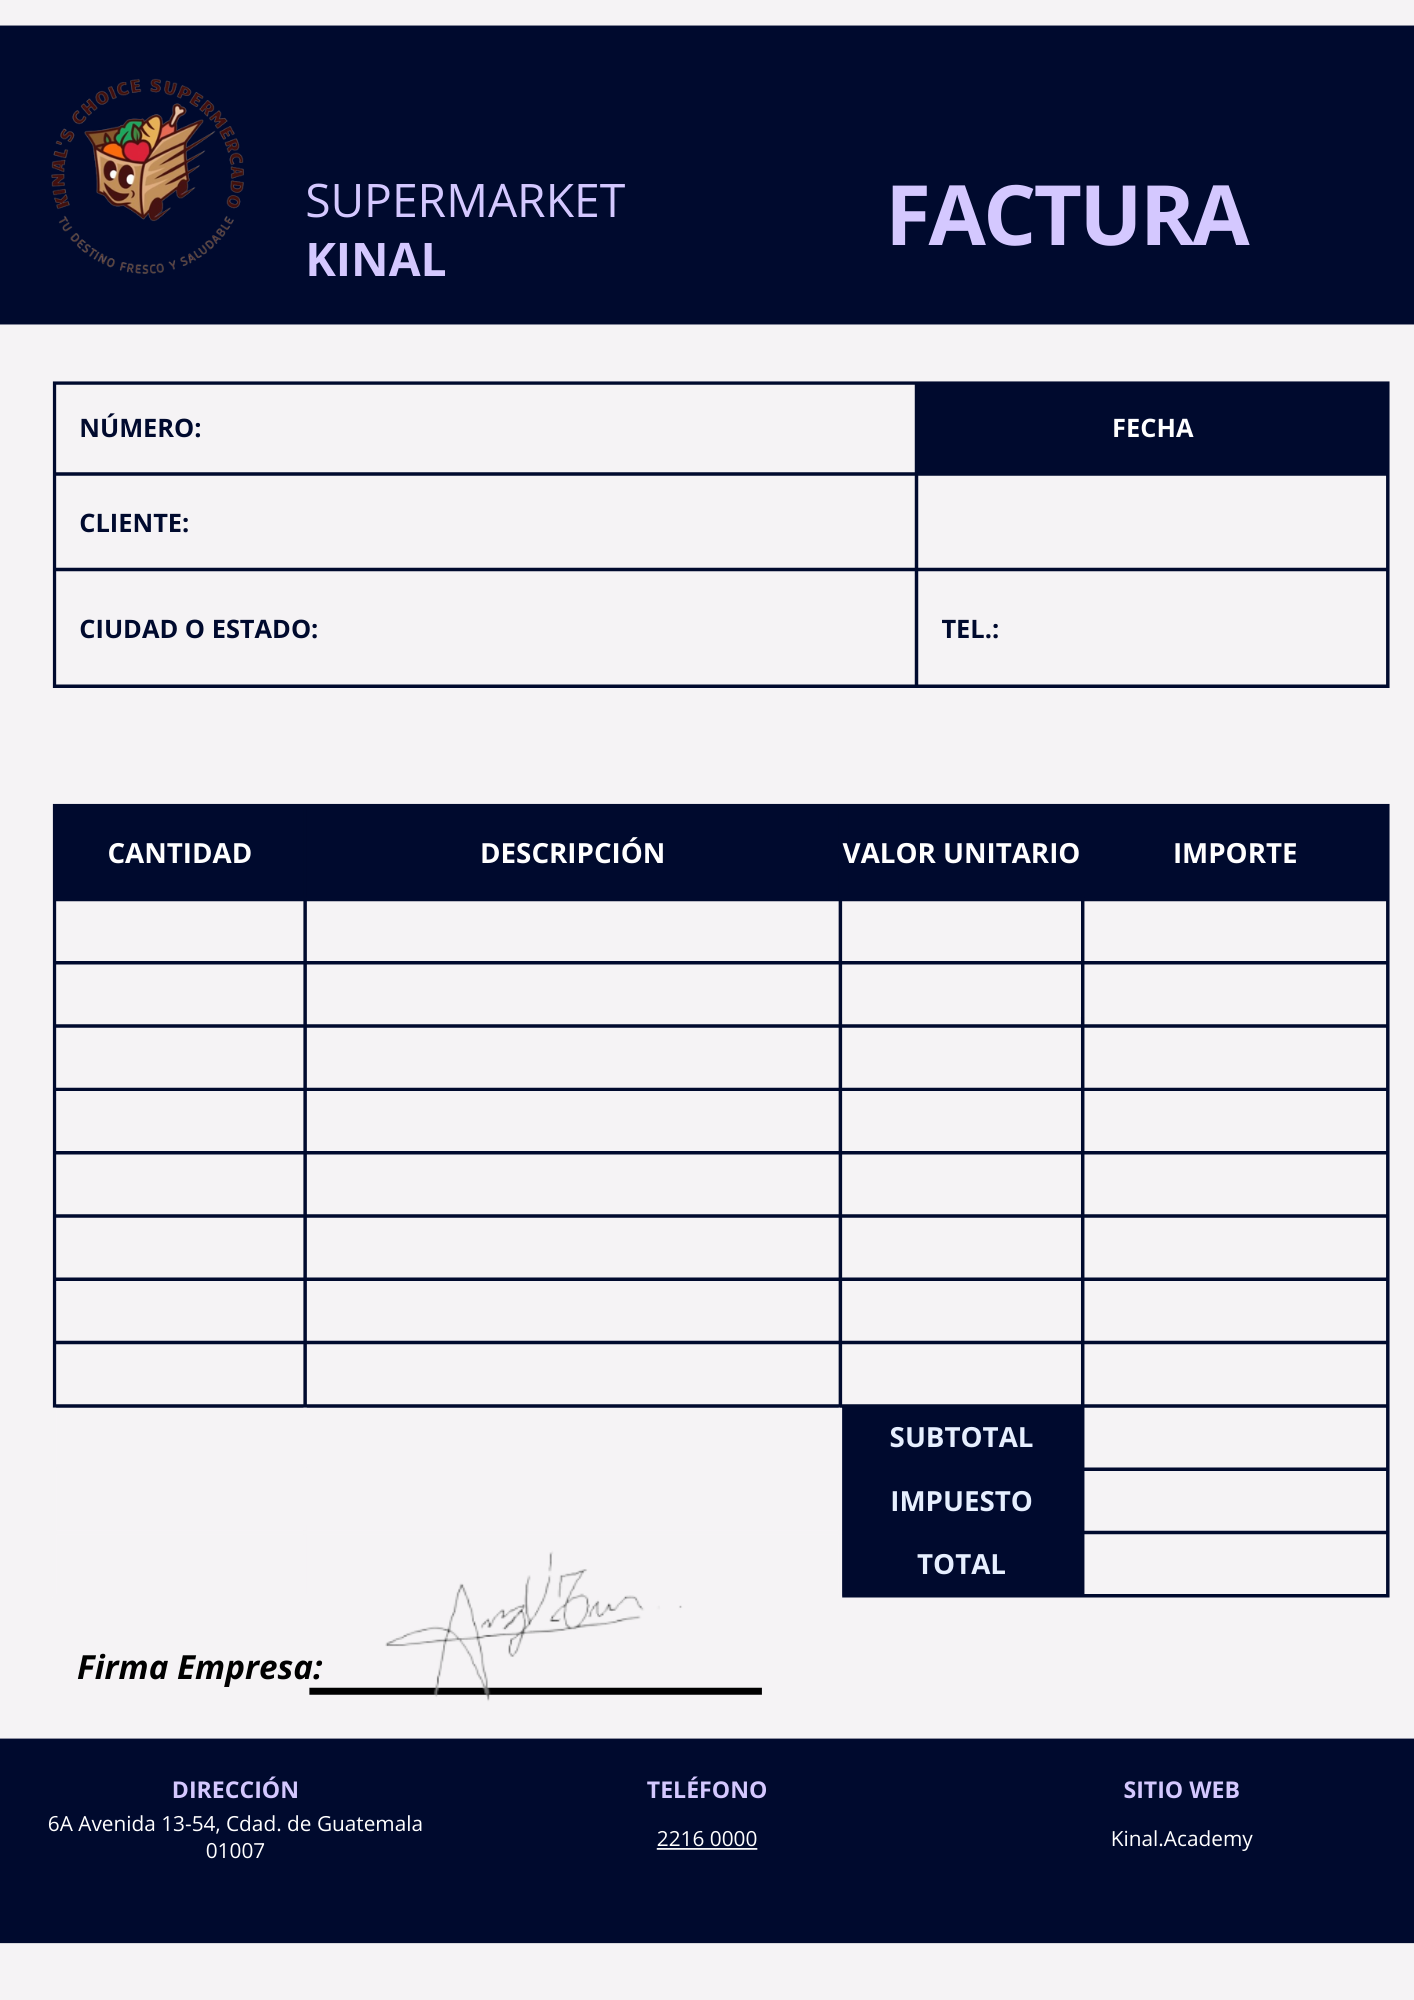 KINAL'S CHOICE SUPERMERCADO
TU DESTINO FRESCO Y SALUDABLE
SUPERMARKET
KINAL
FACTURA
NÚMERO:
FECHA
CLIENTE:
CIUDAD O ESTADO:
TEL.:
CANTIDAD DESCRIPCIÓN VALOR UNITARIO IMPORTE
SUBTOTAL
IMPUESTO
TOTAL
Firma Empresa:
DIRECCIÓN
6A Avenida 13-54, Cdad. de Guatemala
01007
TELÉFONO
2216 0000
SITIO WEB
Kinal.Academy